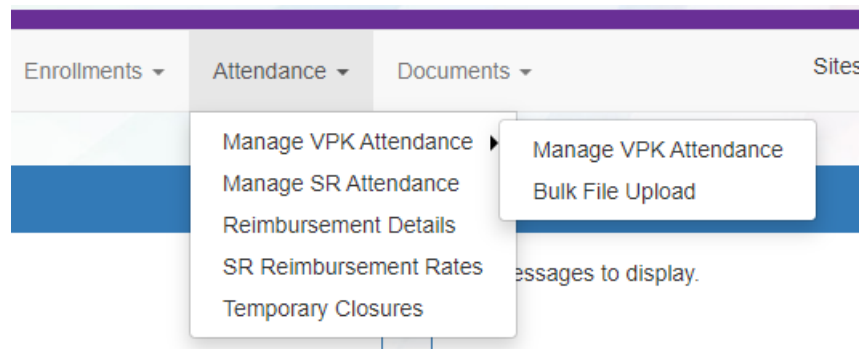 Enrollments
Attendance
Documents
Sites
Manage VPK Attendance
Manage SR Attendance
Reimbursement Details
SR Reimbursement Rates
Temporary Closures
Manage VPK Attendance
Bulk File Upload
essages to display.